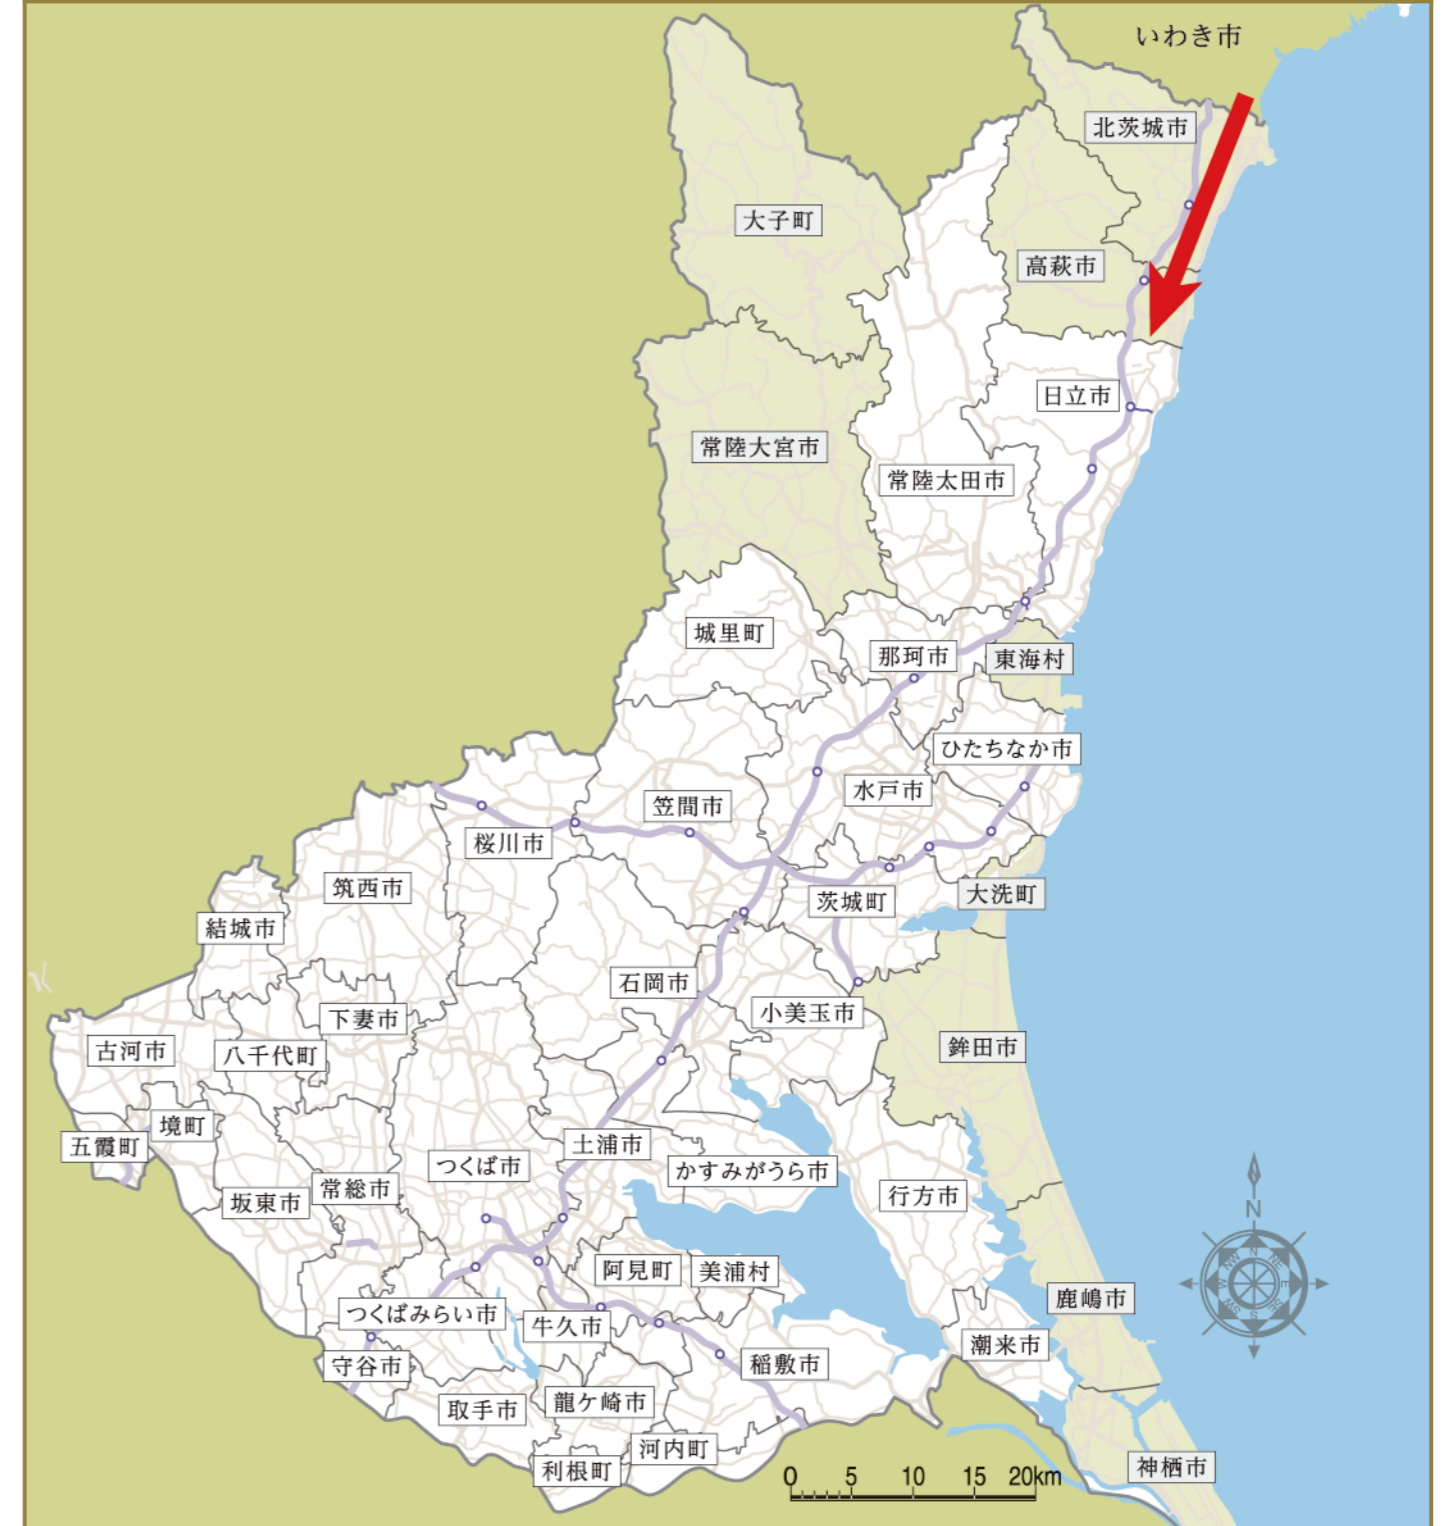 いわき市
北茨城市
大子町
高萩市
日立市
常陸大宮市
常陸太田市
城里町
那珂市
東海村
ひたちなか市
水戸市
笠間市
桜川市
筑西市
茨城町
大洗町
結城市
石岡市
小美玉市
下妻市
鉾田市
古河市
八千代町
境町
五霞町
土浦市
つくば市
かすみがうら市
常総市
坂東市
行方市
阿見町
美浦村
鹿嶋市
つくばみらい市
牛久市
潮来市
守谷市
稲敷市
龍ケ崎市
取手市
河内町
利根町
神栖市
N
N
NE
E
SE
S
SW
W
NW
0 5 10 15 20km